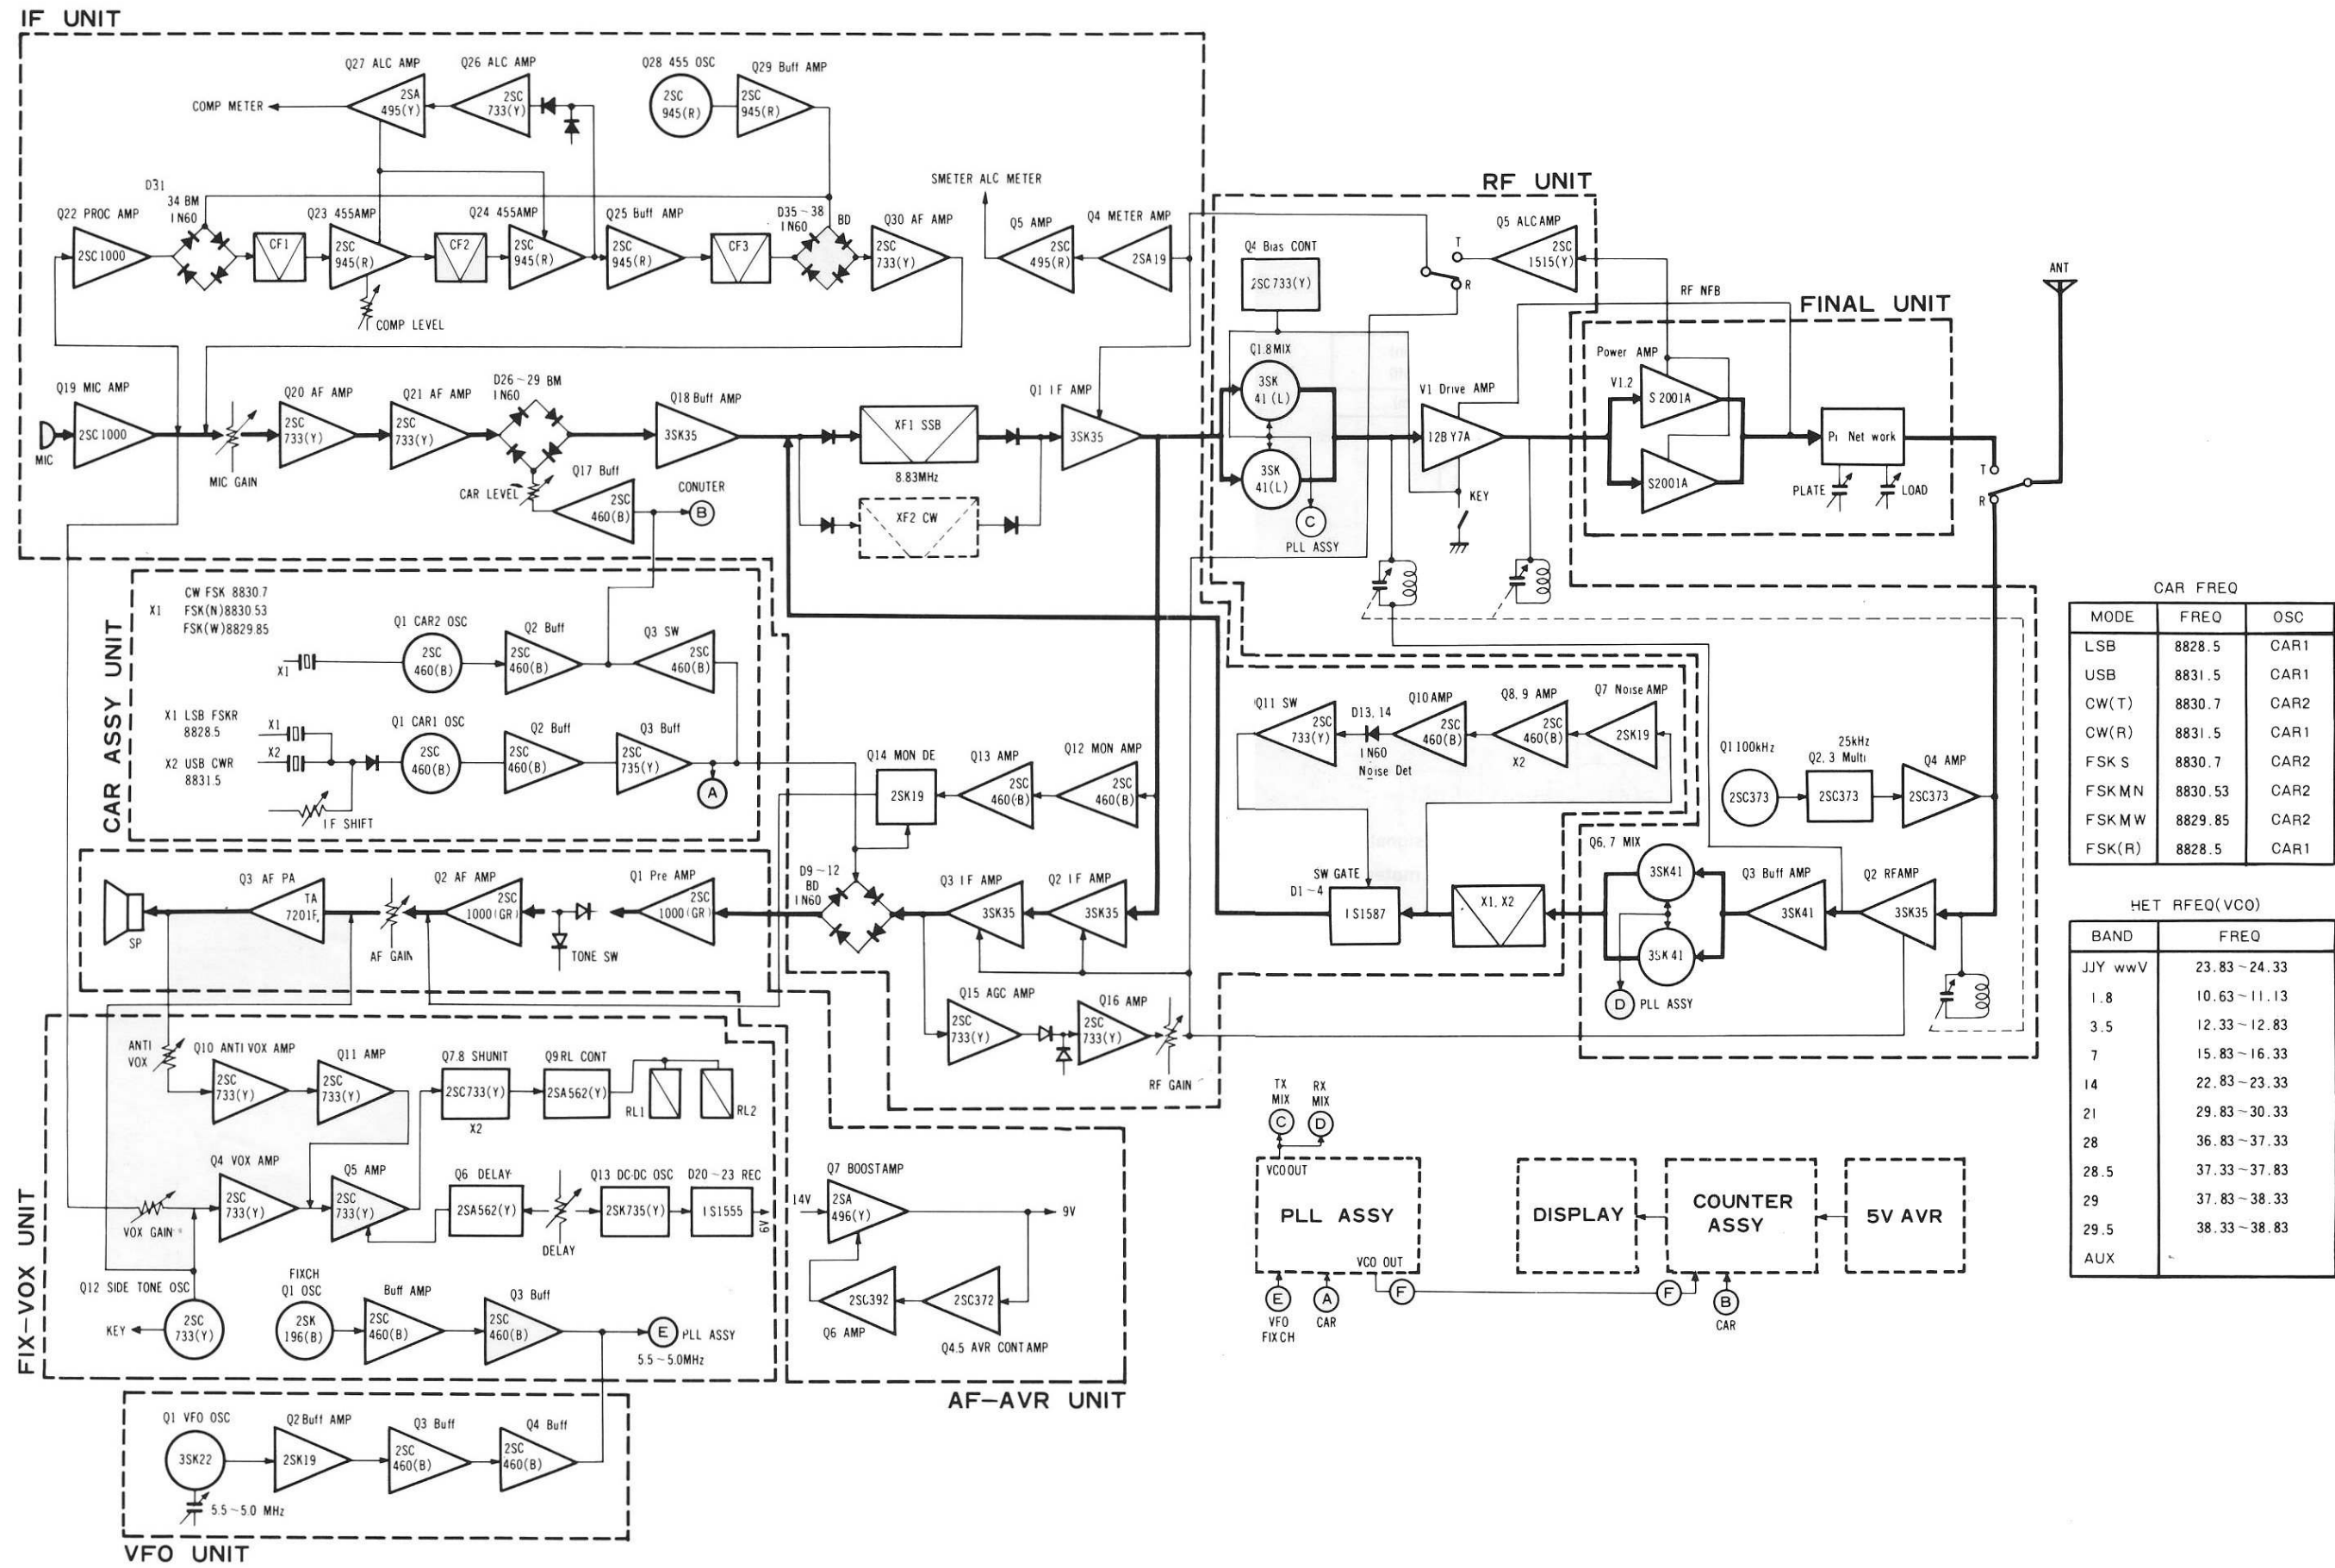 IF UNIT
Q27 ALC AMP
2SA
495(Y)
COMP METER
Q26 ALC AMP
2SC
733(Y)
Q28 455 OSC
2SC
945(R)
Q29 Buff AMP
2SC
945(R)
D31
34 BM
1N60
Q22 PROC AMP
2SC1000
CF1
Q23 455AMP
2SC
945(R)
COMP LEVEL
CF2
Q24 455AMP
2SC
945(R)
Q25 Buff AMP
2SC
945(R)
CF3
D35~38
1N60
BD
Q30 AF AMP
2SC
733(Y)
SMETER ALC METER
Q5 AMP
2SC
495(R)
Q4 METER AMP
2SA19
MIC
Q19 MIC AMP
2SC1000
MIC GAIN
Q20 AF AMP
2SC
733(Y)
Q21 AF AMP
2SC
733(Y)
D26~29 BM
1N60
CAR LEVEL
Q17 Buff
2SC
460(B)
CONUTER
B
Q18 Buff AMP
3SK35
XF1 SSB
8.83MHz
XF2 CW
Q1 IF AMP
3SK35
RF UNIT
Q4 Bias CONT
2SC733(Y)
Q1.8MIX
3SK
41(L)
3SK
41(L)
C
PLL ASSY
T
R
Q5 ALCAMP
2SC
1515(Y)
RF NFB
V1 Drive AMP
12BY7A
KEY
FINAL UNIT
Power AMP
V1.2
S2001A
S2001A
Pi Net work
PLATE
LOAD
T
R
ANT
CAR ASSY UNIT
CW FSK 8830.7
X1 FSK(N)8830.53
FSK(W)8829.85
X1
Q1 CAR2 OSC
2SC
460(B)
Q2 Buff
2SC
460(B)
Q3 SW
2SC
460(B)
X1 LSB FSKR
8828.5
X2 USB CWR
8831.5
X1
X2
IF SHIFT
Q1 CAR1 OSC
2SC
460(B)
Q2 Buff
2SC
460(B)
Q3 Buff
2SC
735(Y)
A
Q14 MON DE
2SK19
Q13 AMP
2SC
460(B)
Q12 MON AMP
2SC
460(B)
Q11 SW
2SC
733(Y)
D13,14
1N60
Noise Det
Q10AMP
2SC
460(B)
Q8, 9 AMP
2SC
460(B)
X2
Q7 Noise AMP
2SK19
Q1 100kHz
2SC373
25kHz
Q2, 3 Multi
2SC373
Q4 AMP
2SC373
SP
Q3 AF PA
TA
7201F
AF GAIN
Q2 AF AMP
2SC
1000(GR)
TONE SW
Q1 Pre AMP
2SC
1000(GR)
D9~12
BD
1N60
Q3 IF AMP
3SK35
Q2 IF AMP
3SK35
SW GATE
D1~4
1S1587
X1, X2
Q6, 7 MIX
3SK41
3SK41
D
PLL ASSY
Q3 Buff AMP
3SK41
Q2 RFAMP
3SK35
Q15 AGC AMP
2SC
733(Y)
Q16 AMP
2SC
733(Y)
RF GAIN
FIX-VOX UNIT
ANTI
VOX
Q10 ANTI VOX AMP
2SC
733(Y)
Q11 AMP
2SC
733(Y)
Q7.8 SHUNIT
2SC733(Y)
X2
Q9RL CONT
2SA562(Y)
RL1
RL2
VOX GAIN
Q4 VOX AMP
2SC
733(Y)
Q5 AMP
2SC
733(Y)
Q6 DELAY
2SA562(Y)
DELAY
Q13 DC-DC OSC
2SK735(Y)
D20~23 REC
1S1555
6V
Q12 SIDE TONE OSC
2SC
733(Y)
KEY
FIXCH
Q1 OSC
2SK
196(B)
Buff AMP
2SC
460(B)
Q3 Buff
2SC
460(B)
E
PLL ASSY
5.5~5.0MHz
14V
Q7 BOOSTAMP
2SA
496(Y)
9V
2SC392
Q6 AMP
2SC372
Q4.5 AVR CONTAMP
AF-AVR UNIT
Q1 VFO OSC
3SK22
5.5~5.0 MHz
Q2Buff AMP
2SK19
Q3 Buff
2SC
460(B)
Q4 Buff
2SC
460(B)
VFO UNIT
TX
MIX
C
RX
MIX
D
VCOOUT
PLL ASSY
VCO OUT
E
VFO
FIXCH
A
CAR
F
DISPLAY
COUNTER
ASSY
F
B
CAR
5V AVR
CAR FREQ
MODE FREQ OSC
LSB 8828.5 CAR1
USB 8831.5 CAR1
CW(T) 8830.7 CAR2
CW(R) 8831.5 CAR1
FSKS 8830.7 CAR2
FSKMN 8830.53 CAR2
FSKMW 8829.85 CAR2
FSK(R) 8828.5 CAR1
HET RFEQ(VCO)
BAND FREQ
JJY wwV 23.83~24.33
1.8 10.63~11.13
3.5 12.33~12.83
7 15.83~16.33
14 22.83~23.33
21 29.83~30.33
28 36.83~37.33
28.5 37.33~37.83
29 37.83~38.33
29.5 38.33~38.83
AUX